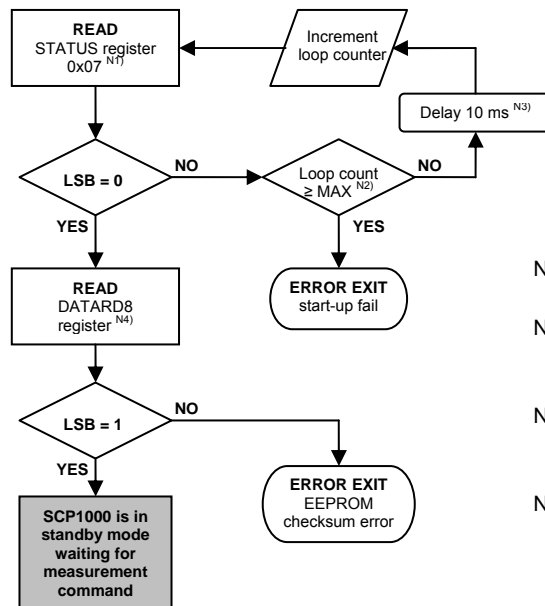 READ
STATUS register
0x07 N1)
Increment
loop counter
Delay 10 ms N3)
LSB = 0
NO
Loop count
≥ MAX N2)
NO
YES
YES
READ
DATARD8
register N4)
ERROR EXIT
start-up fail
N
N
LSB = 1
NO
N
YES
ERROR EXIT
EEPROM
checksum error
N
SCP1000 is in
standby mode
waiting for
measurement
command